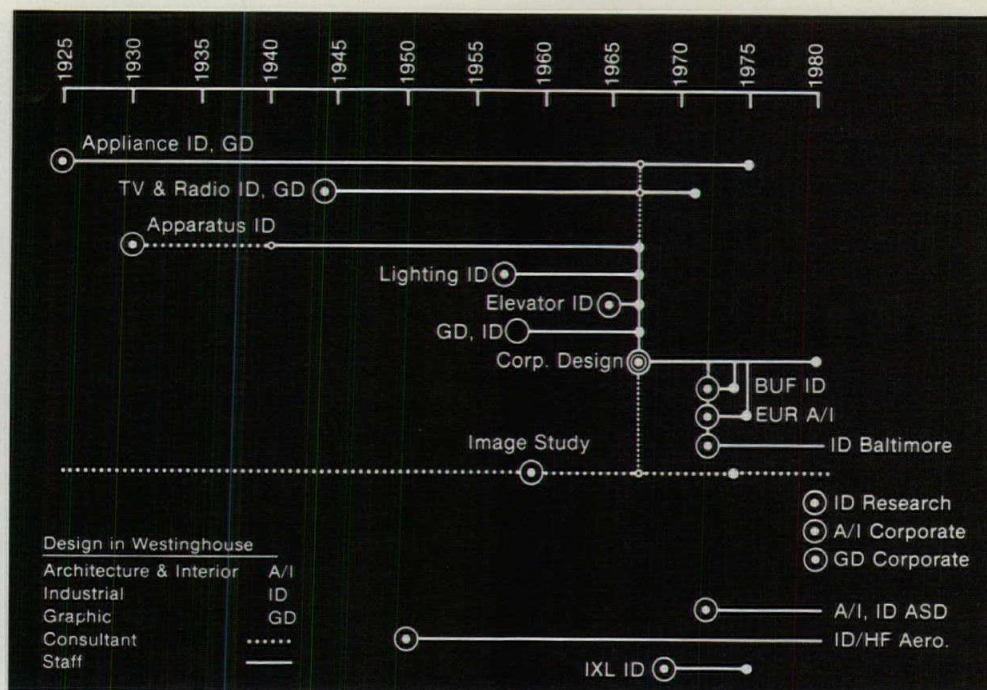 1925 1930 1935 1940 1945 1950 1955 1960 1965 1970 1975 1980
Appliance ID, GD
TV & Radio ID, GD
Apparatus ID
Lighting ID
Elevator ID
GD, ID
Corp. Design
BUF ID
EUR A/I
ID Baltimore
Image Study
ID Research
A/I Corporate
GD Corporate
Design in Westinghouse
Architecture & Interior A/I
Industrial ID
Graphic GD
Consultant
Staff
A/I, ID ASD
ID/HF Aero.
IXL ID